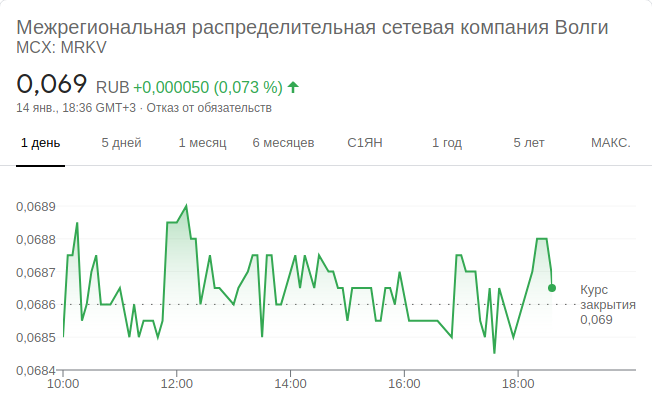 Межрегиональная распределительная сетевая компания Волги
MCX: MRKV
0,069 RUB +0,000050 (0,073 %)
14 янв., 18:36 GMT+3 · Отказ от обязательств
1 день 5 дней 1 месяц 6 месяцев С1ЯН 1 год 5 лет МАКС.
0,0689
0,0688
0,0687
0,0686
0,0685
0,0684
Курс
закрытия
0,069
10:00 12:00 14:00 16:00 18:00